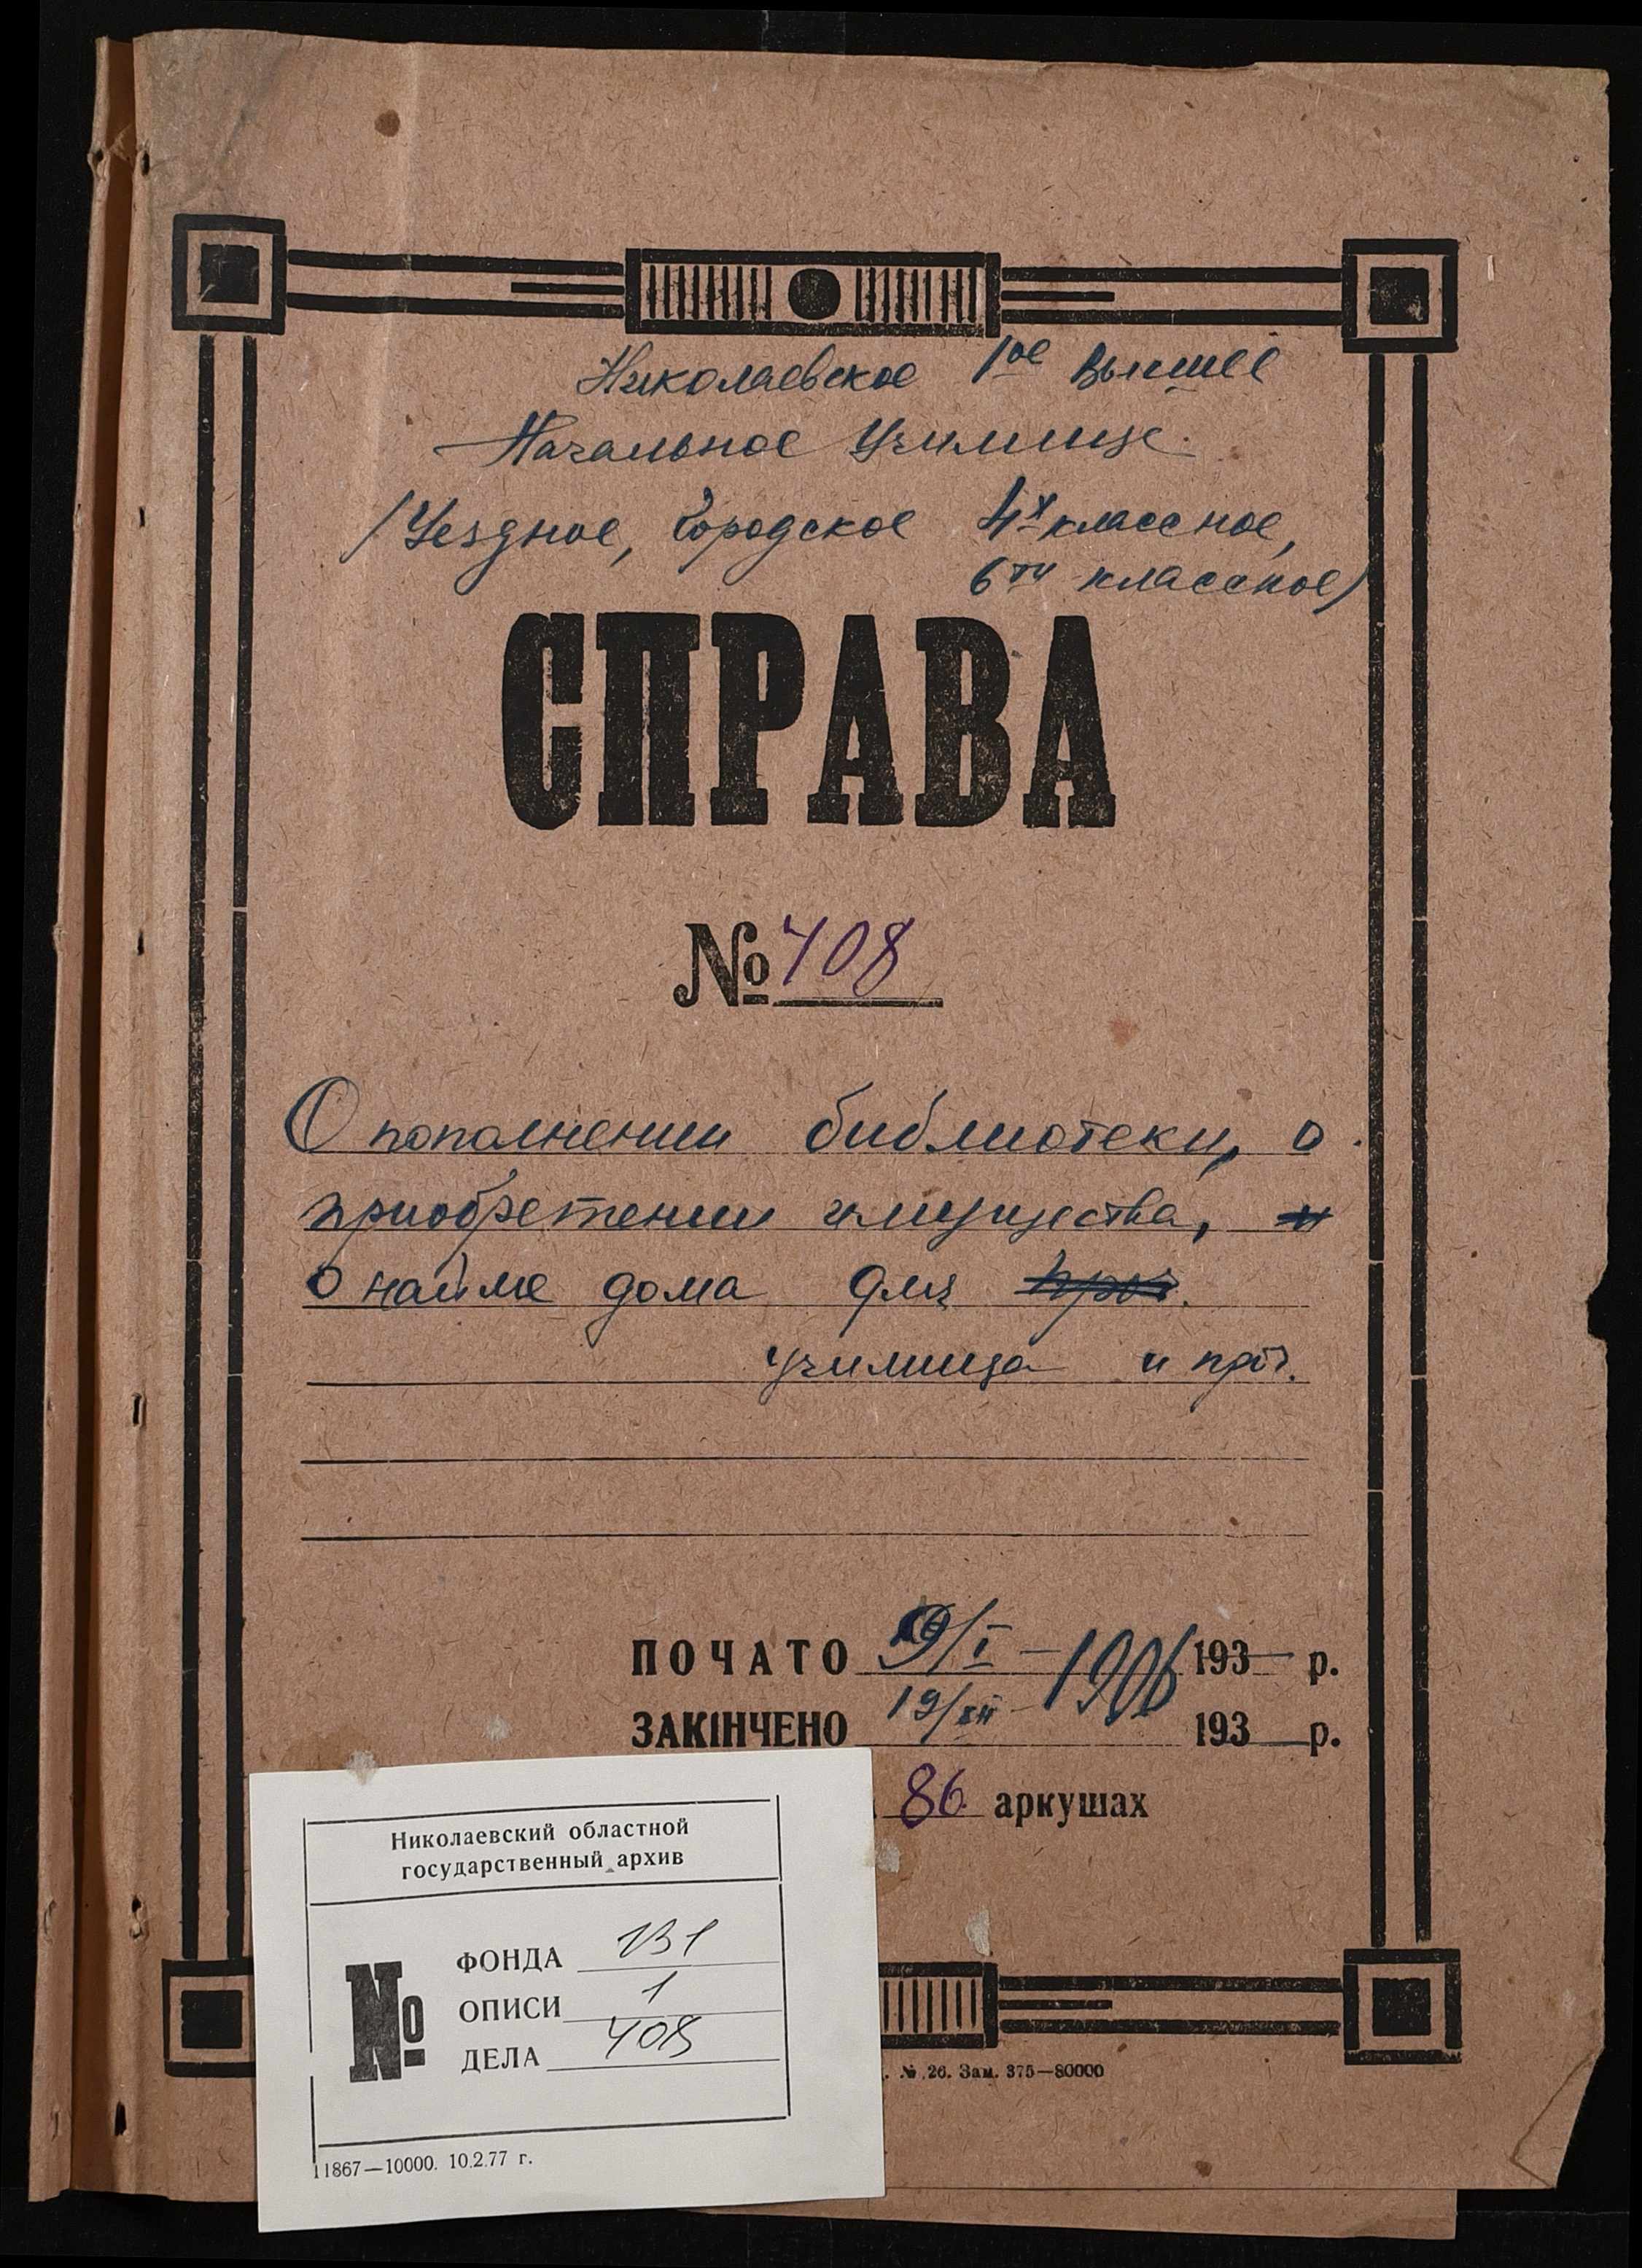 Николаевское 1ое Высшее
Начальное Училище.
/Уездное, Городское 4х классное,
6ти классное/
СПРАВА
№ 408
О пополнении библиотеки, о
приобретении имущества, и
о найме дома для
училища и проч.
ПОЧАТО 9/I – 1906 193 р.
ЗАКІНЧЕНО 19/XII – 193 р.
86 аркушах
Николаевский областной
государственный архив
№
ФОНДА 131
ОПИСИ 1
ДЕЛА 408
№ 26. Зам. 375—80000
11867—10000. 10.2.77 г.